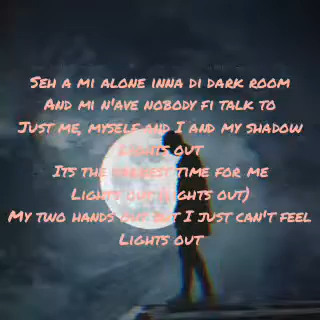 Seh a mi alone inna di dark room
And mi n'ave nobody fi talk to
Just me, myself and I and my shadow
Lights out
Its the darkest time for me
Lights out (lights out)
My two hands out but I just can't feel
Lights out